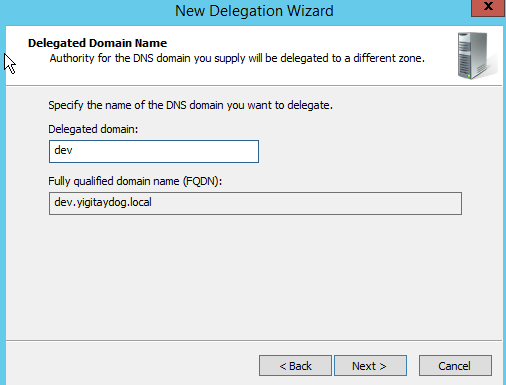 New Delegation Wizard
x
Delegated Domain Name
Authority for the DNS domain you supply will be delegated to a different zone.
Specify the name of the DNS domain you want to delegate.
Delegated domain:
dev
Fully qualified domain name (FQDN):
dev.yigitaydog.local
< Back Next > Cancel